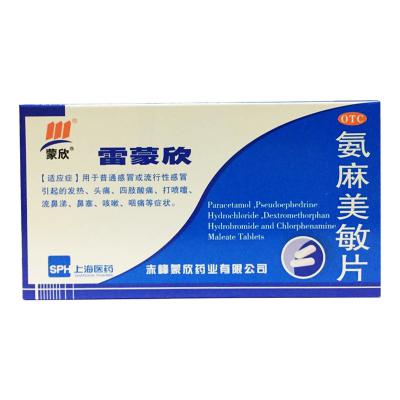 蒙欣®
雷蒙欣
【适应症】用于普通感冒或流行性感冒
引起的发热、头痛、四肢酸痛、打喷嚏、
流鼻涕、鼻塞、咳嗽、咽痛等症状。
SPH 上海医药
赤峰蒙欣药业有限公司
OTC
氨麻美敏片
Paracetamol ,Pseudoephedrine
Hydrochloride ,Dextromethorphan
Hydrobromide and Chlorphenamine
Maleate Tablets